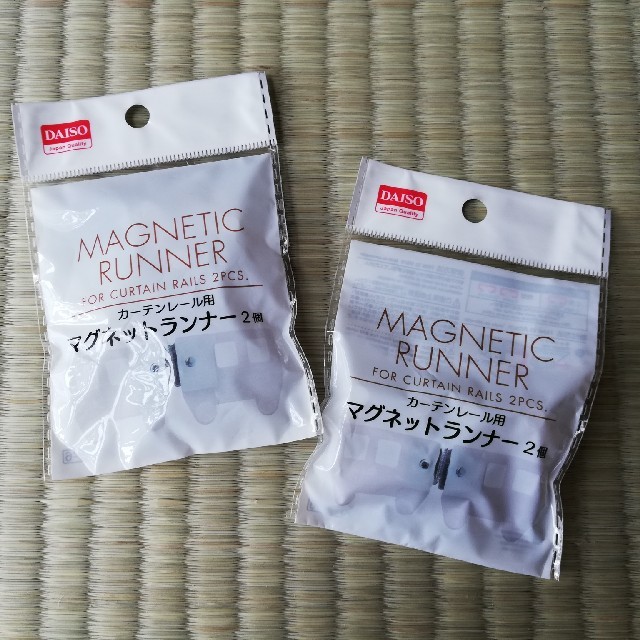 DAISO
Japan Quality
MAGNETIC
RUNNER
FOR CURTAIN RAILS 2PCS.
カーテンレール用
マグネットランナー2個
DAISO
Japan Quality
MAGNETIC
RUNNER
FOR CURTAIN RAILS 2PCS.
カーテンレール用
マグネットランナー2個